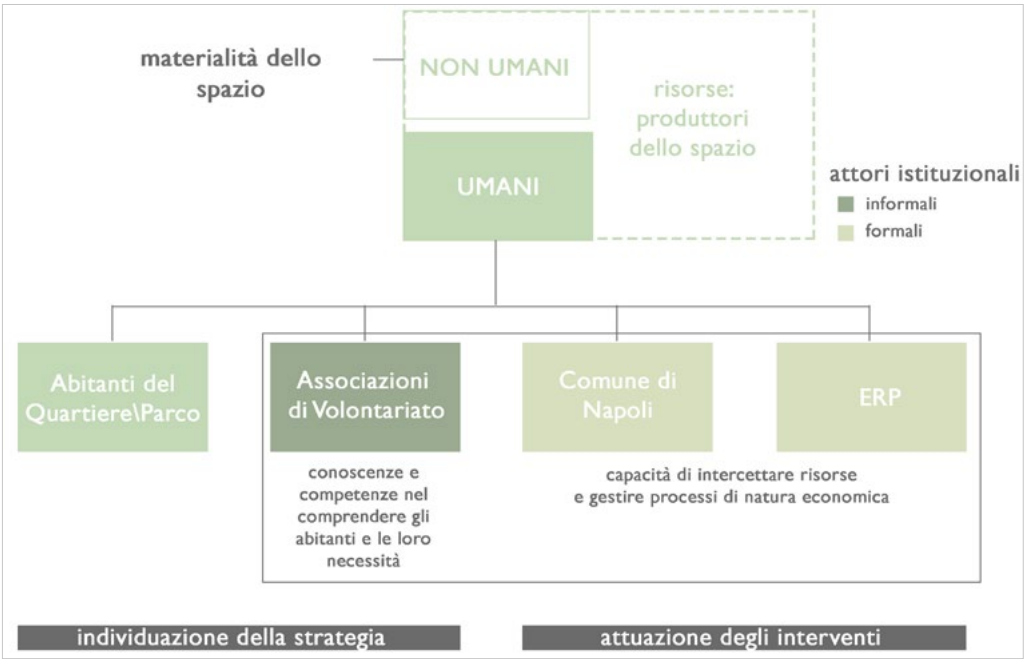 materialità dello
spazio
NON UMANI
risorse:
produttori
dello spazio
UMANI
attori istituzionali
informali
formali
Abitanti del
Quartiere\Parco
Associazioni
di Volontariato
Comune di
Napoli
ERP
conoscenze e
competenze nel
comprendere gli
abitanti e le loro
necessità
capacità di intercettare risorse
e gestire processi di natura economica
individuazione della strategia
attuazione degli interventi